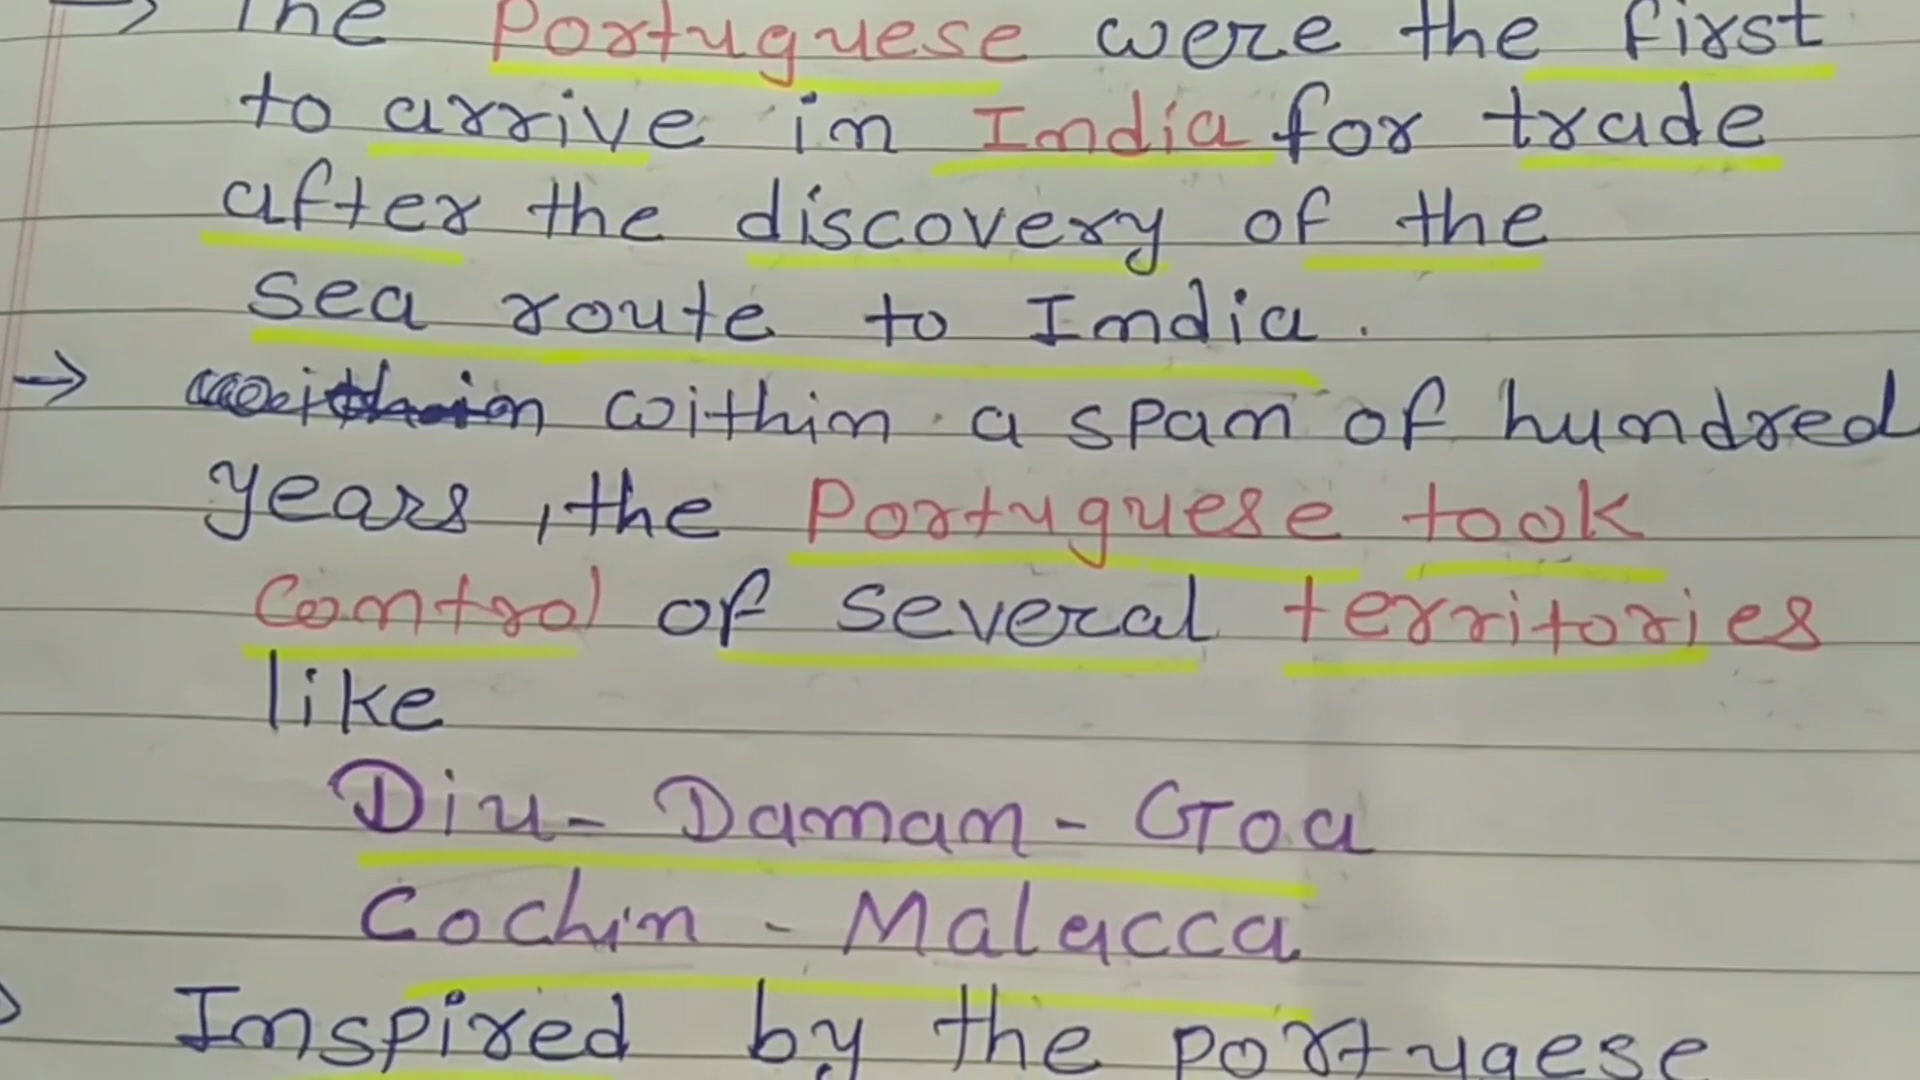 → The Portuguese were the first
to arrive in India for trade
after the discovery of the
sea route to India.
→ within within a span of hundred
years, the Portuguese took
Control of several territories
like
Diu - Daman - Goa
Cochin - Malacca
Inspired by the portugese